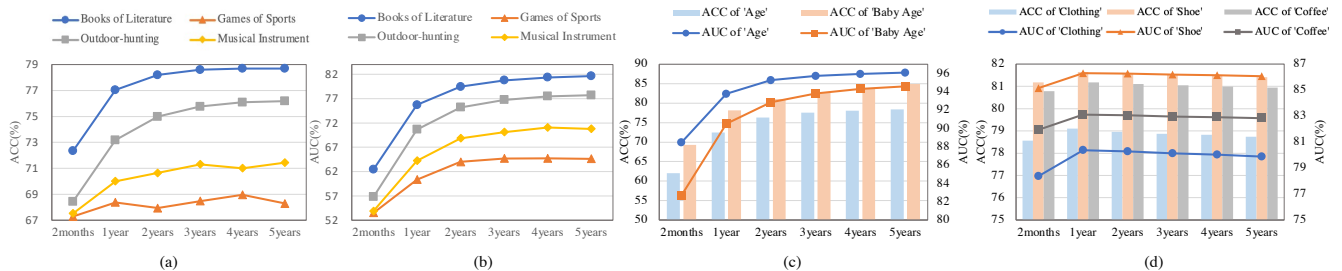 Books of Literature Games of Sports
Outdoor-hunting Musical Instrument
79
77
75
73
71
69
67
ACC(%)
2months 1year 2years 3years 4years 5years
(a)
Books of Literature Games of Sports
Outdoor-hunting Musical Instrument
82
77
72
67
62
57
52
AUC(%)
2months 1year 2years 3years 4years 5years
(b)
ACC of 'Age' ACC of 'Baby Age'
AUC of 'Age' AUC of 'Baby Age'
90
85
80
75
70
65
60
55
50
ACC(%)
96
94
92
90
88
86
84
82
80
AUC(%)
2months 1year 2years 3years 4years 5years
(c)
ACC of 'Clothing' ACC of 'Shoe' ACC of 'Coffee'
AUC of 'Clothing' AUC of 'Shoe' AUC of 'Coffee'
82
81
80
79
78
77
76
75
ACC(%)
87
85
83
81
79
77
75
AUC(%)
2months 1year 2years 3years 4years 5years
(d)